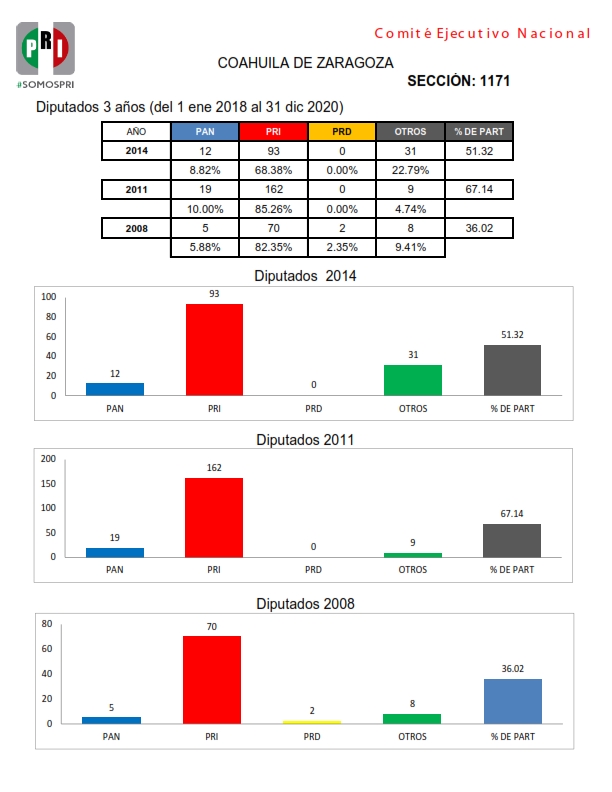 Comité Ejecutivo Nacional
PRI
#SOMOSPRI
COAHUILA DE ZARAGOZA
SECCIÓN: 1171
Diputados 3 años (del 1 ene 2018 al 31 dic 2020)
AÑO PAN PRI PRD OTROS % DE PART
2014 12 93 0 31 51.32
8.82% 68.38% 0.00% 22.79%
2011 19 162 0 9 67.14
10.00% 85.26% 0.00% 4.74%
2008 5 70 2 8 36.02
5.88% 82.35% 2.35% 9.41%
Diputados 2014
100
80
60
40
20
0
12 93 0 31 51.32
PAN PRI PRD OTROS % DE PART
Diputados 2011
200
150
100
50
0
19 162 0 9 67.14
PAN PRI PRD OTROS % DE PART
Diputados 2008
80
60
40
20
0
5 70 2 8 36.02
PAN PRI PRD OTROS % DE PART